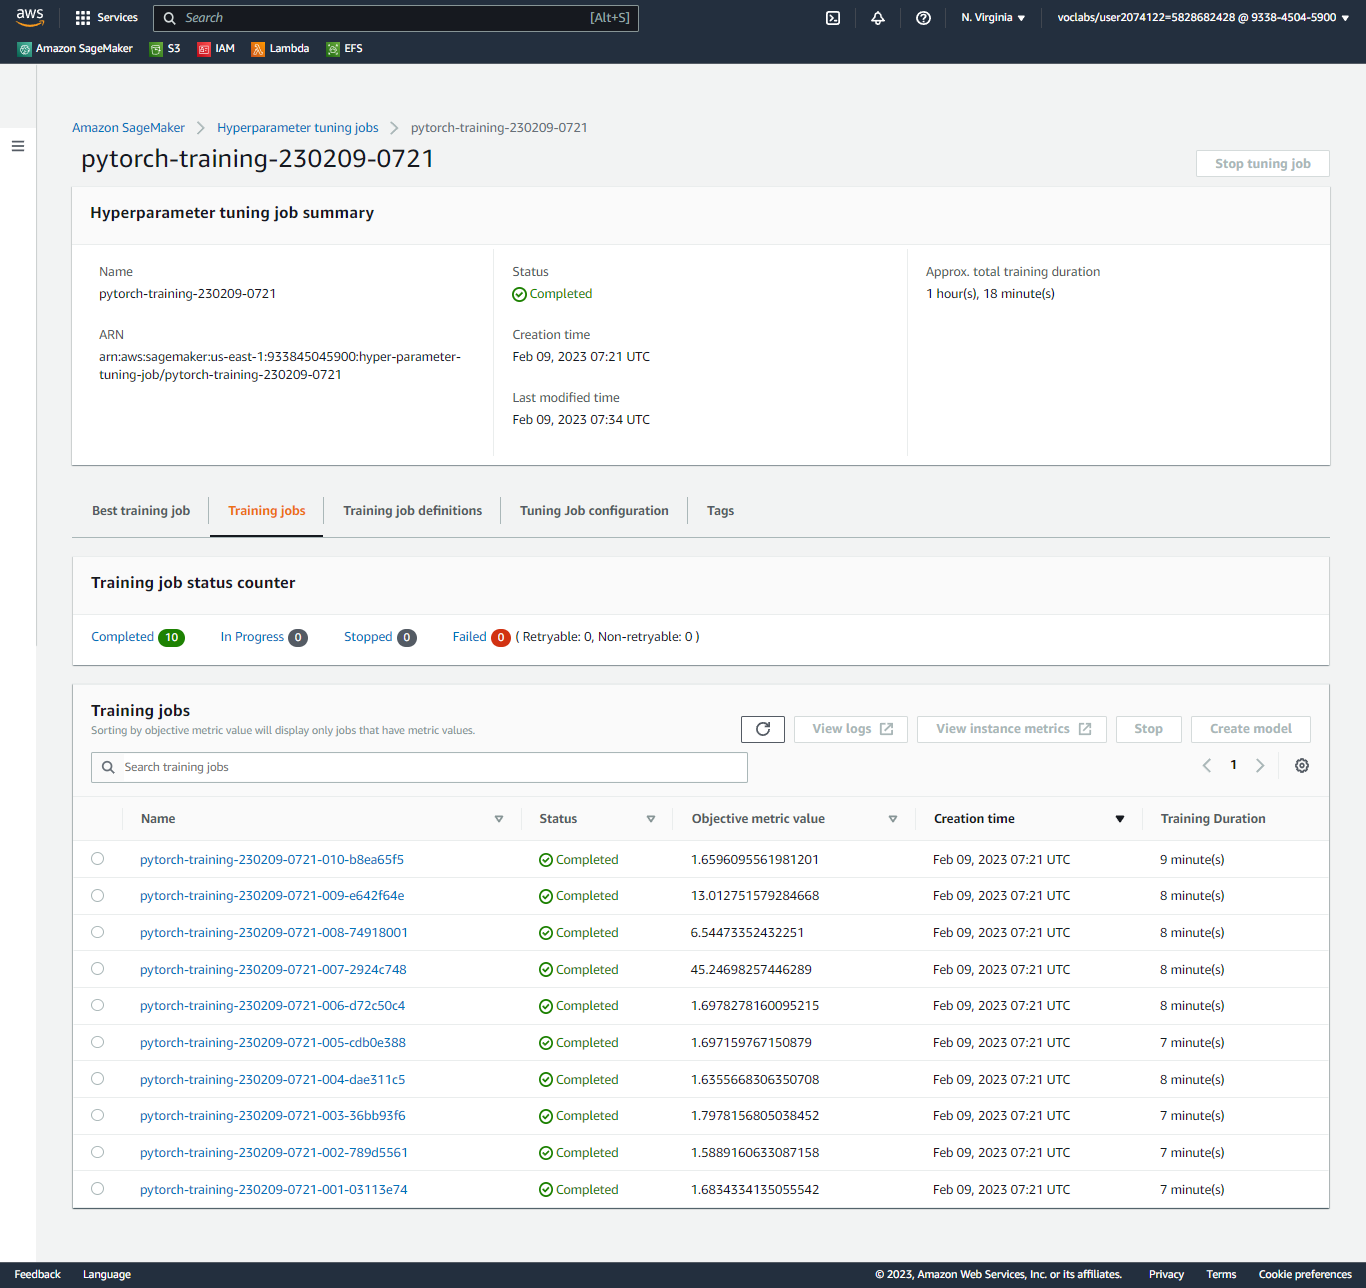 aws Services Search [Alt+S] N. Virginia voclabs/user2074122=5828682428 @ 9338-4504-5900
Amazon SageMaker S3 IAM Lambda EFS
Amazon SageMaker Hyperparameter tuning jobs pytorch-training-230209-0721
pytorch-training-230209-0721
Stop tuning job
Hyperparameter tuning job summary
Name
pytorch-training-230209-0721
ARN
arn:aws:sagemaker:us-east-1:933845045900:hyper-parameter-
tuning-job/pytorch-training-230209-0721
Status
Completed
Creation time
Feb 09, 2023 07:21 UTC
Last modified time
Feb 09, 2023 07:34 UTC
Approx. total training duration
1 hour(s), 18 minute(s)
Best training job Training jobs Training job definitions Tuning Job configuration Tags
Training job status counter
Completed 10 In Progress 0 Stopped 0 Failed 0 ( Retryable: 0, Non-retryable: 0 )
Training jobs
Sorting by objective metric value will display only jobs that have metric values.
View logs View instance metrics Stop Create model
Search training jobs
1
Name Status Objective metric value Creation time Training Duration
pytorch-training-230209-0721-010-b8ea65f5 Completed 1.6596095561981201 Feb 09, 2023 07:21 UTC 9 minute(s)
pytorch-training-230209-0721-009-e642f64e Completed 13.012751579284668 Feb 09, 2023 07:21 UTC 8 minute(s)
pytorch-training-230209-0721-008-74918001 Completed 6.54473352432251 Feb 09, 2023 07:21 UTC 8 minute(s)
pytorch-training-230209-0721-007-2924c748 Completed 45.24698257446289 Feb 09, 2023 07:21 UTC 8 minute(s)
pytorch-training-230209-0721-006-d72c50c4 Completed 1.6978278160095215 Feb 09, 2023 07:21 UTC 8 minute(s)
pytorch-training-230209-0721-005-cdb0e388 Completed 1.697159767150879 Feb 09, 2023 07:21 UTC 7 minute(s)
pytorch-training-230209-0721-004-dae311c5 Completed 1.6355668306350708 Feb 09, 2023 07:21 UTC 8 minute(s)
pytorch-training-230209-0721-003-36bb93f6 Completed 1.7978156805038452 Feb 09, 2023 07:21 UTC 7 minute(s)
pytorch-training-230209-0721-002-789d5561 Completed 1.5889160633087158 Feb 09, 2023 07:21 UTC 7 minute(s)
pytorch-training-230209-0721-001-03113e74 Completed 1.6834334135055542 Feb 09, 2023 07:21 UTC 7 minute(s)
Feedback Language © 2023, Amazon Web Services, Inc. or its affiliates. Privacy Terms Cookie preferences